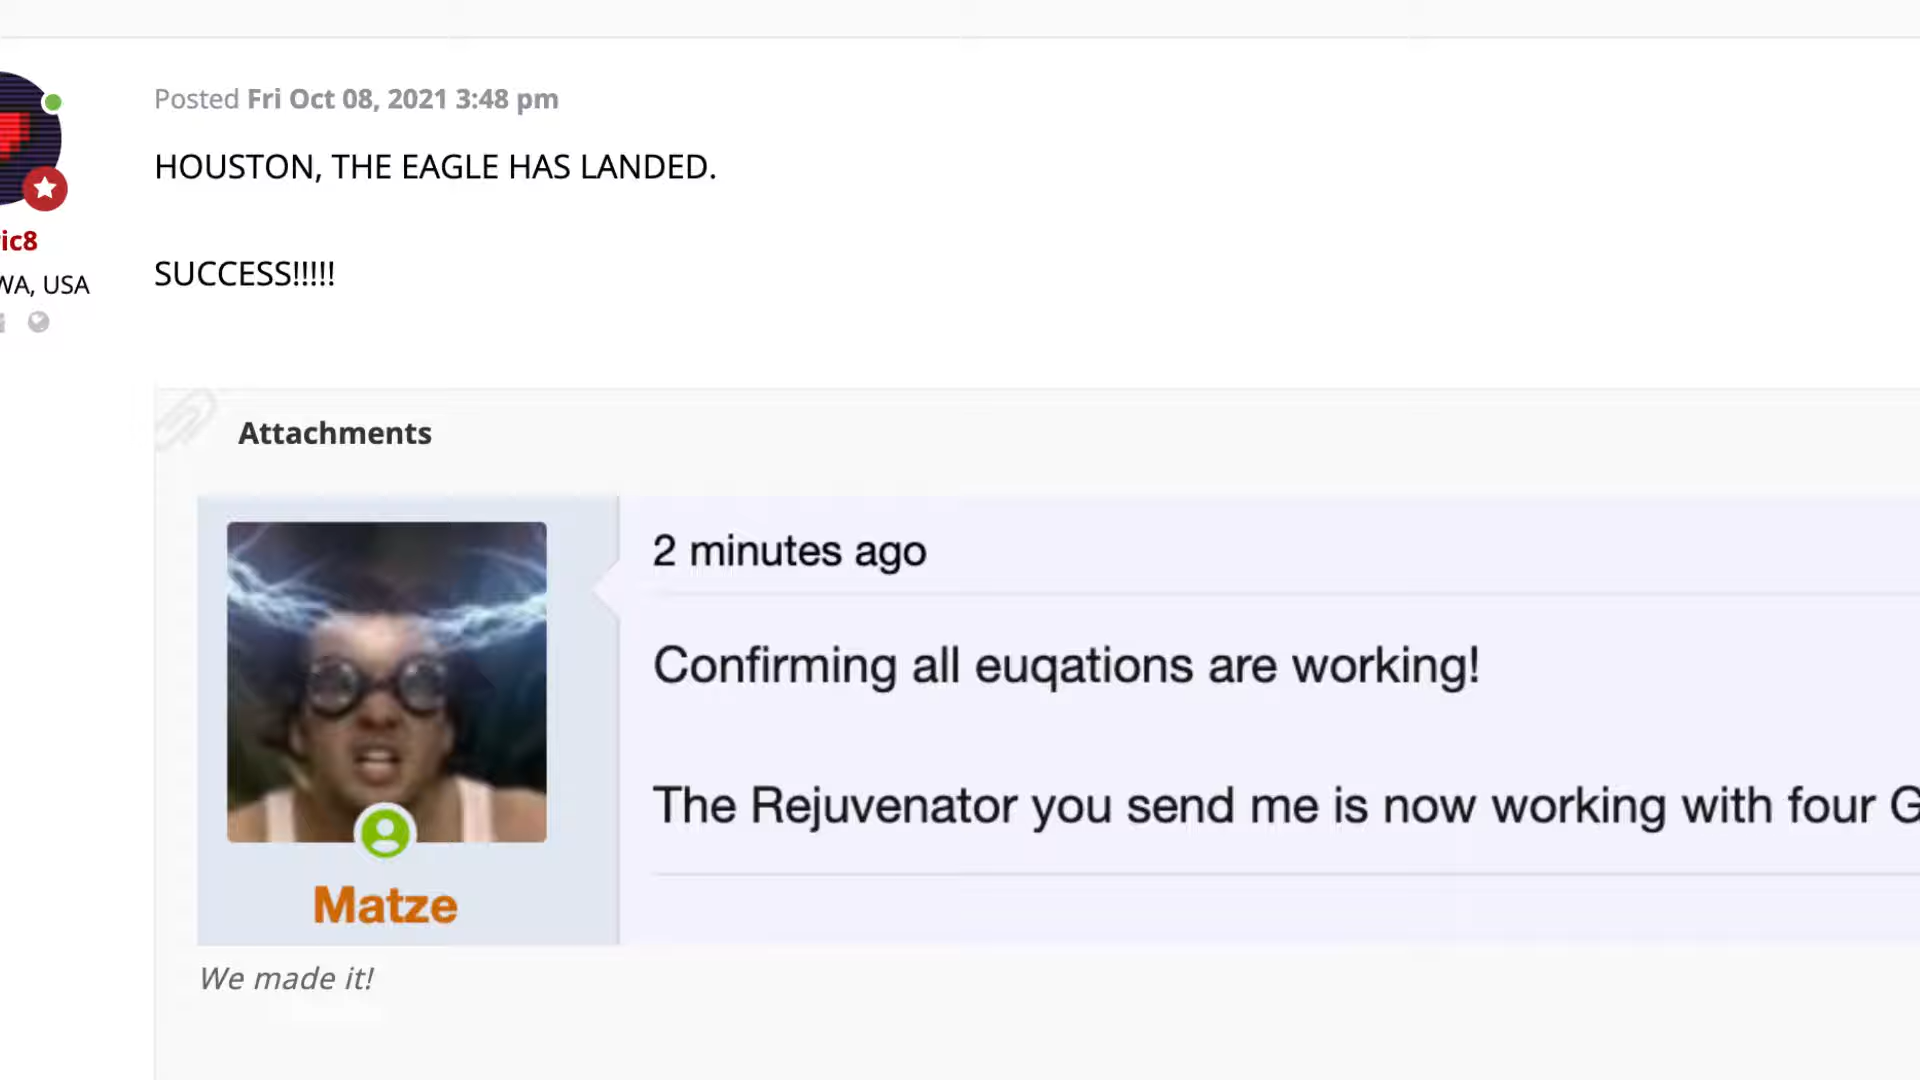 Posted Fri Oct 08, 2021 3:48 pm
HOUSTON, THE EAGLE HAS LANDED.
ic8
WA, USA
SUCCESS!!!!!
Attachments
2 minutes ago
Confirming all euqations are working!
The Rejuvenator you send me is now working with four G
Matze
We made it!